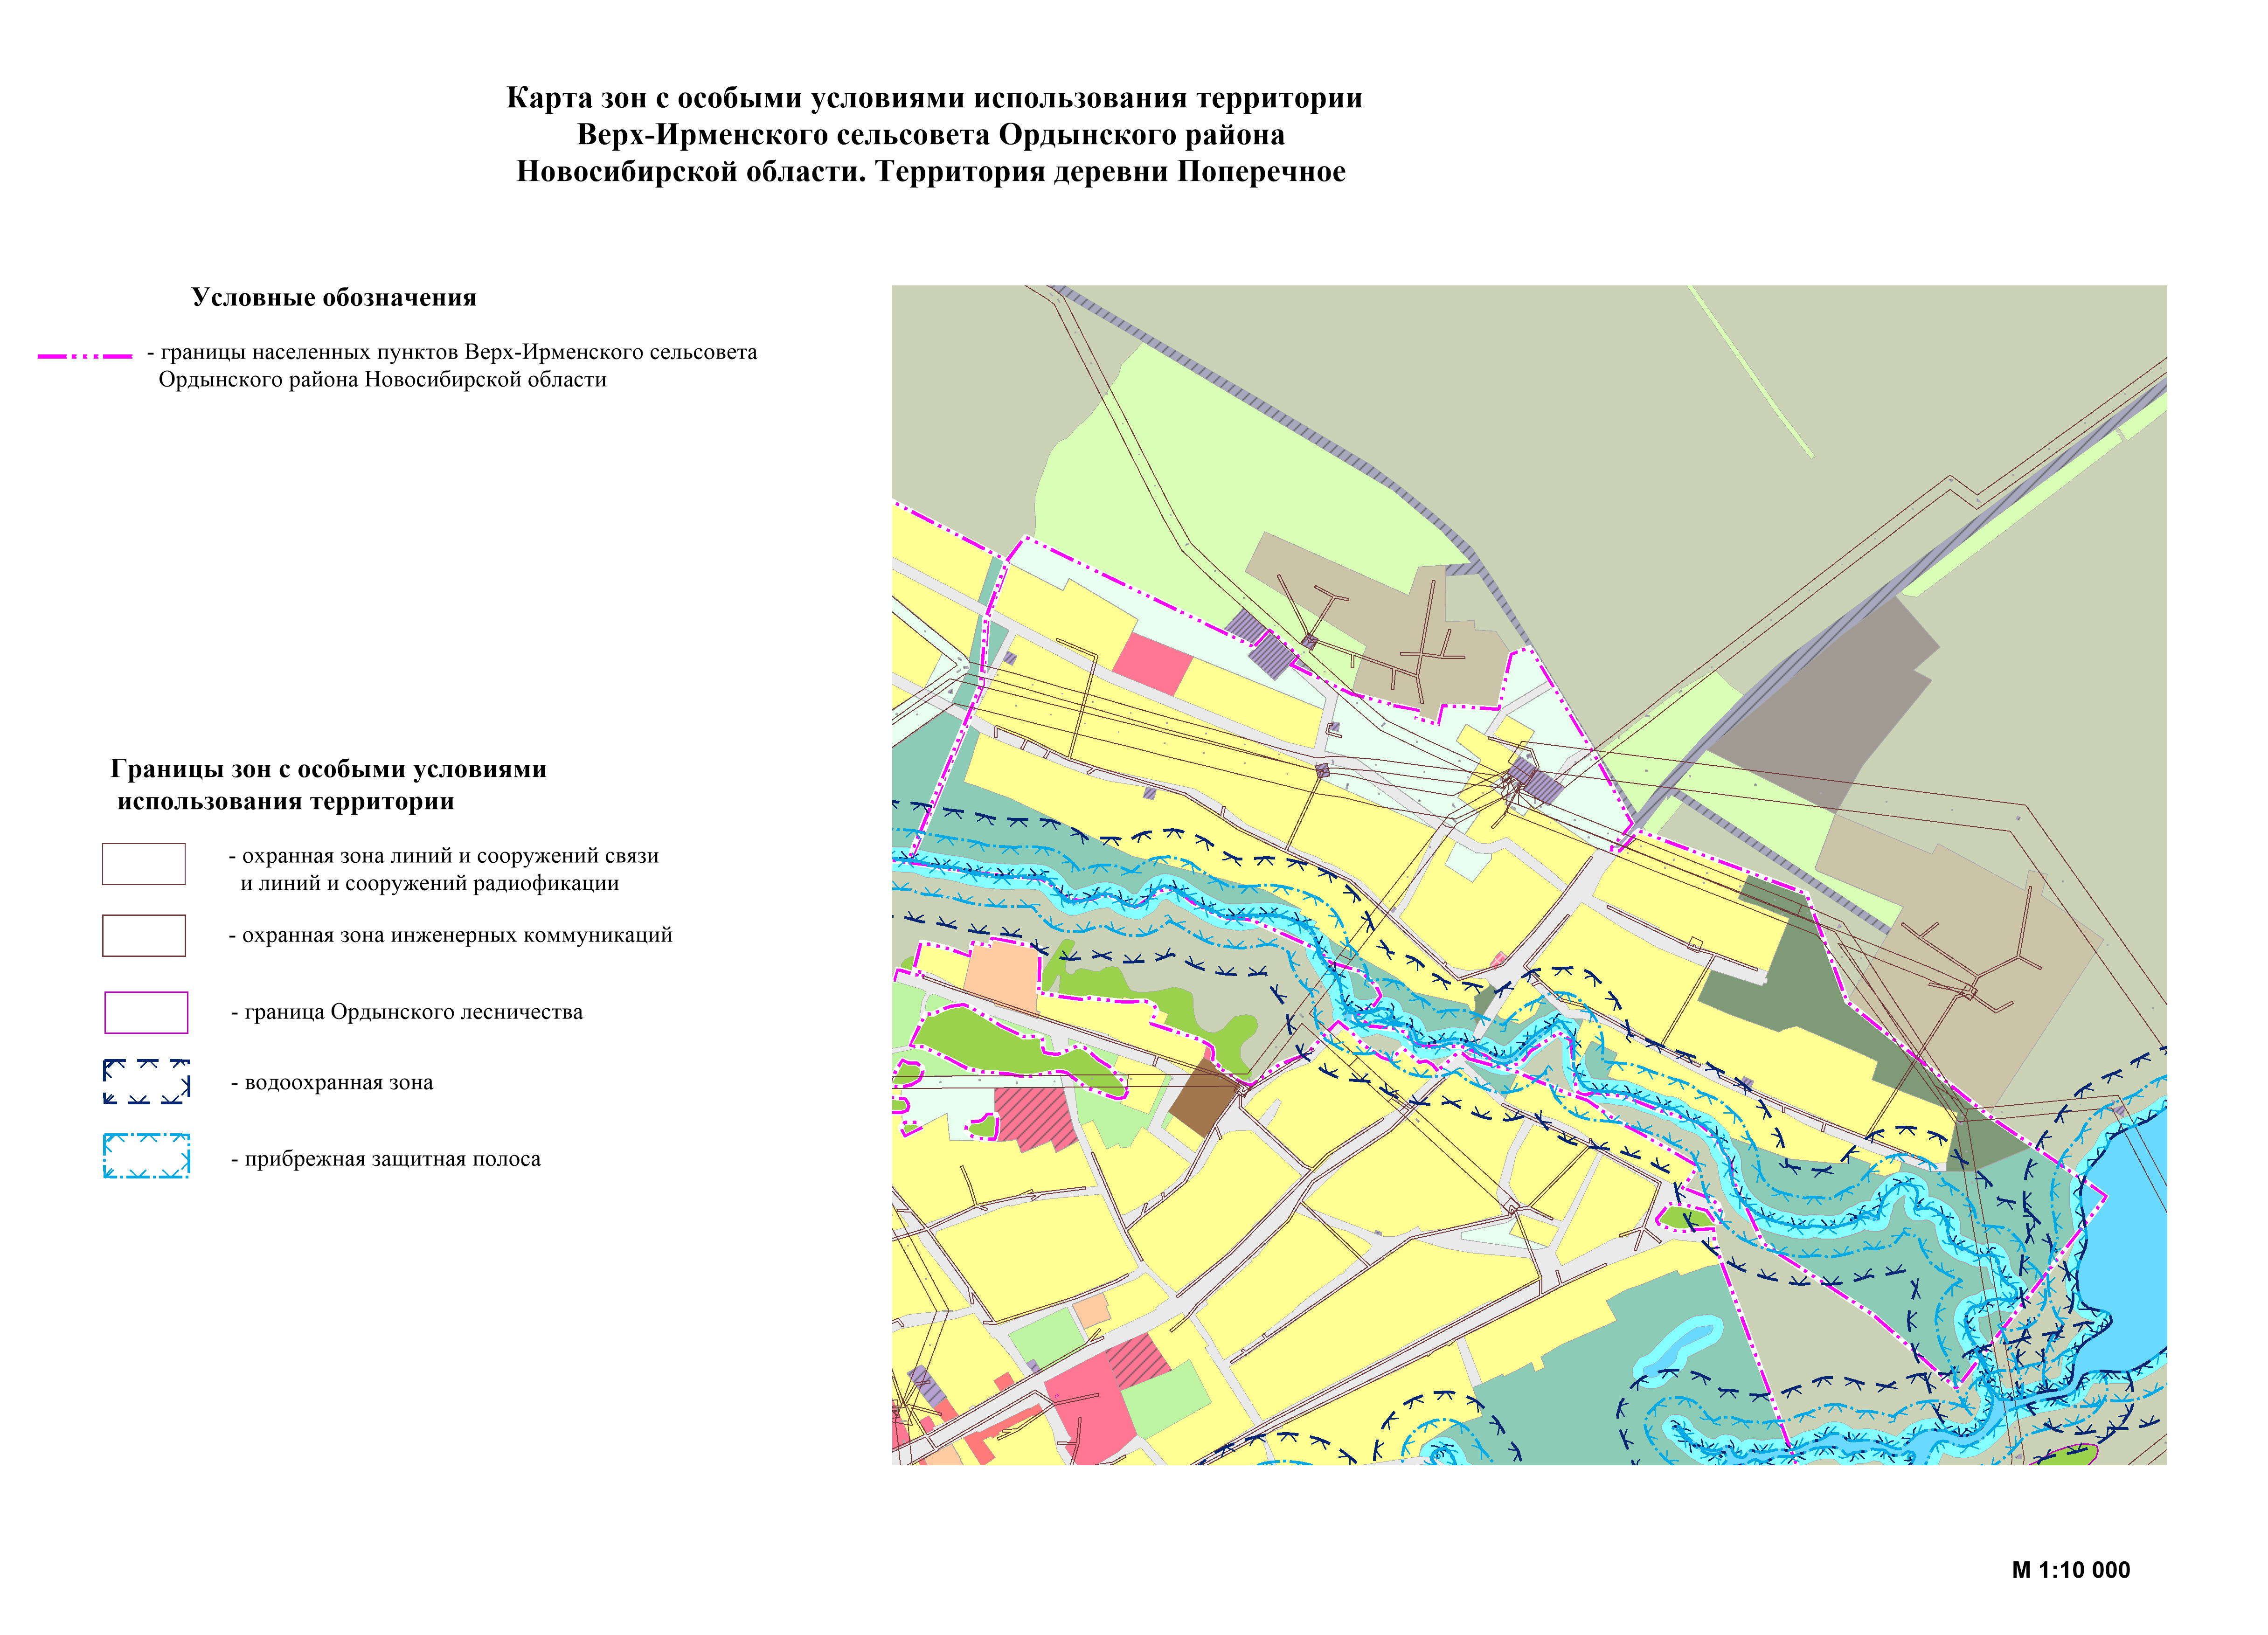 Карта зон с особыми условиями использования территории
Верх-Ирменского сельсовета Ордынского района
Новосибирской области. Территория деревни Поперечное
Условные обозначения
- границы населенных пунктов Верх-Ирменского сельсовета
Ордынского района Новосибирской области
Границы зон с особыми условиями
использования территории
- охранная зона линий и сооружений связи
и линий и сооружений радиофикации
- охранная зона инженерных коммуникаций
- граница Ордынского лесничества
- водоохранная зона
- прибрежная защитная полоса
М 1:10 000